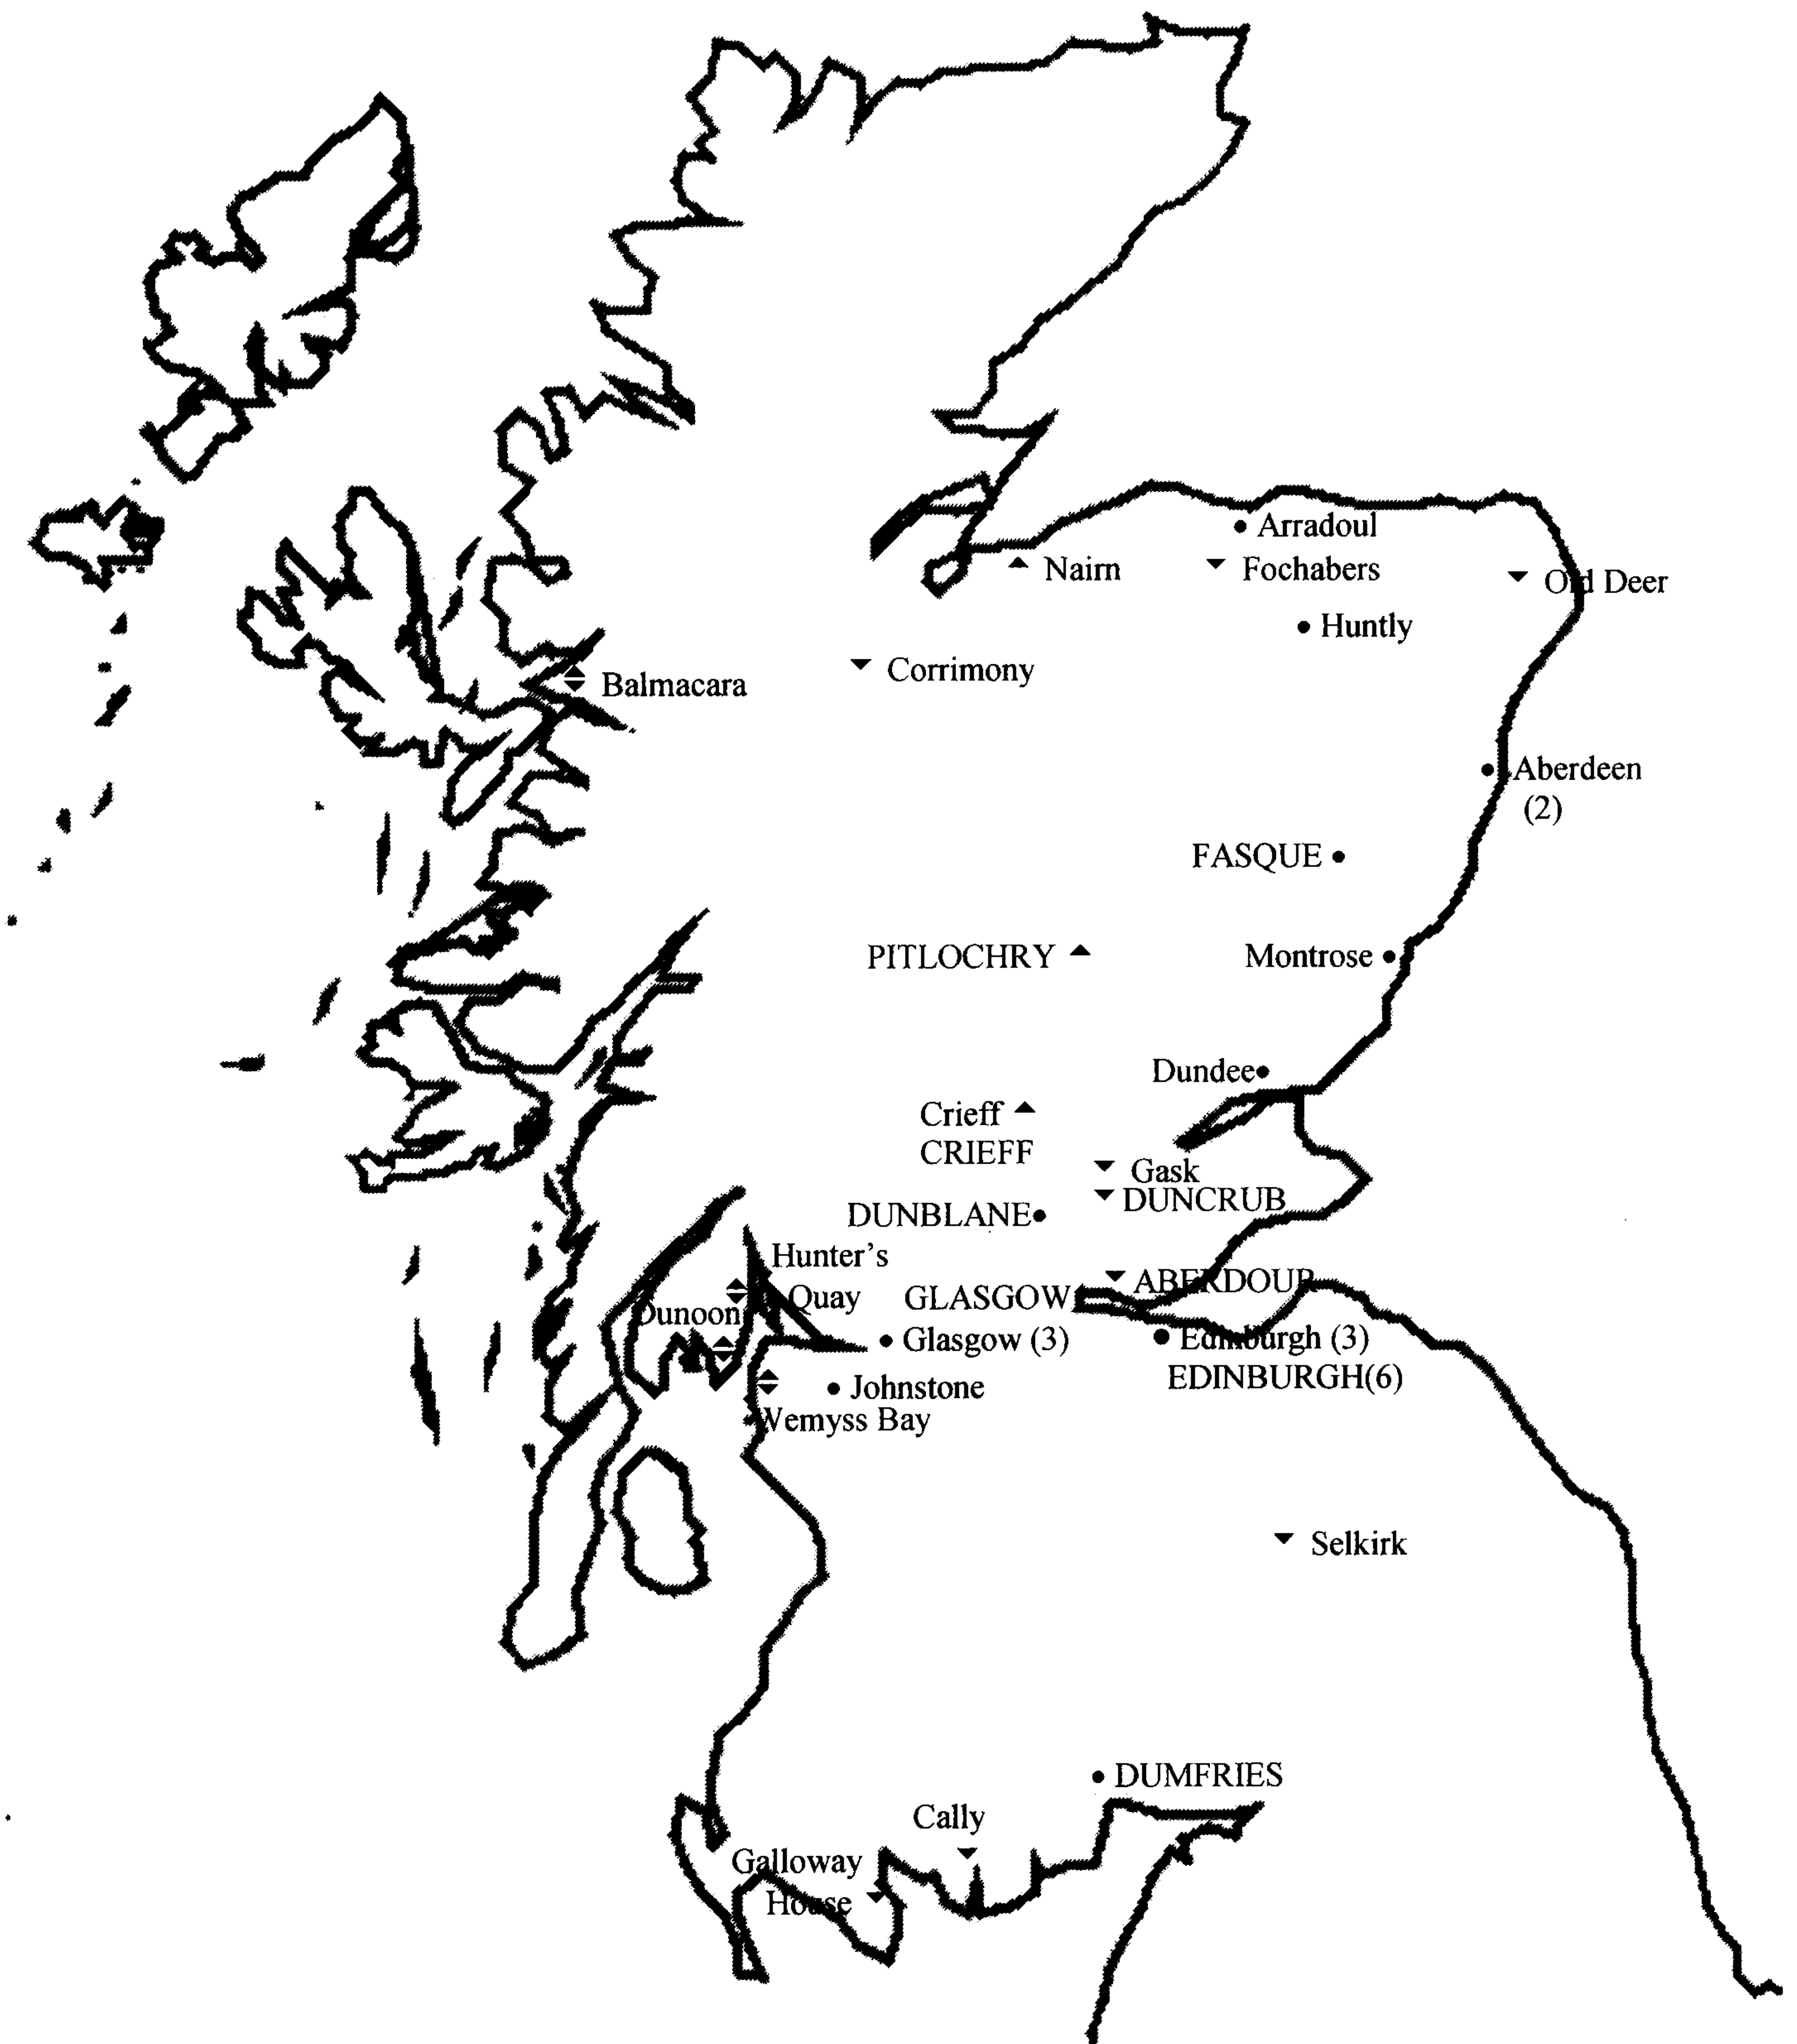 Arradoul
Nairn
Fochabers
Old Deer
Huntly
Corrimony
Balmacara
Aberdeen
(2)
FASQUE
PITLOCHRY
Montrose
Dundee
Crieff
CRIEFF
Gask
DUNCRUB
DUNBLANE
Hunter's
Quay
ABERDOUR
GLASGOW
Dunoon
Glasgow (3)
Edinburgh (3)
EDINBURGH(6)
Johnstone
Wemyss Bay
Selkirk
DUMFRIES
Cally
Galloway
House